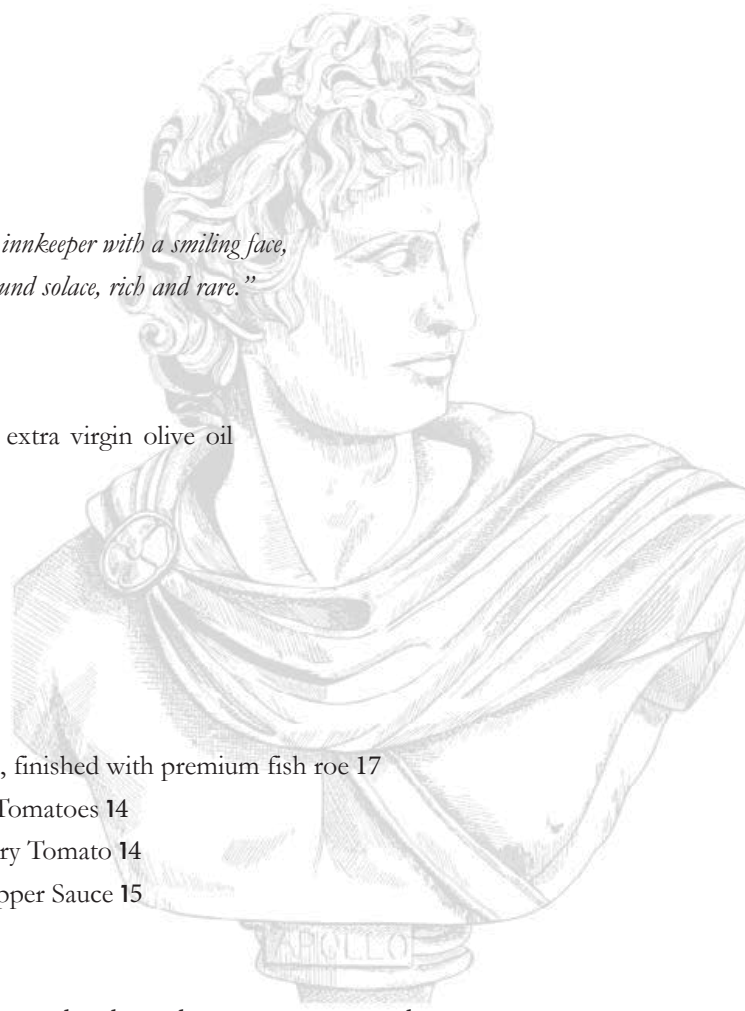 innkeeper with a smiling face,
und solace, rich and rare.”
extra virgin olive oil
, finished with premium fish roe 17
Tomatoes 14
ry Tomato 14
pper Sauce 15
APOLLO